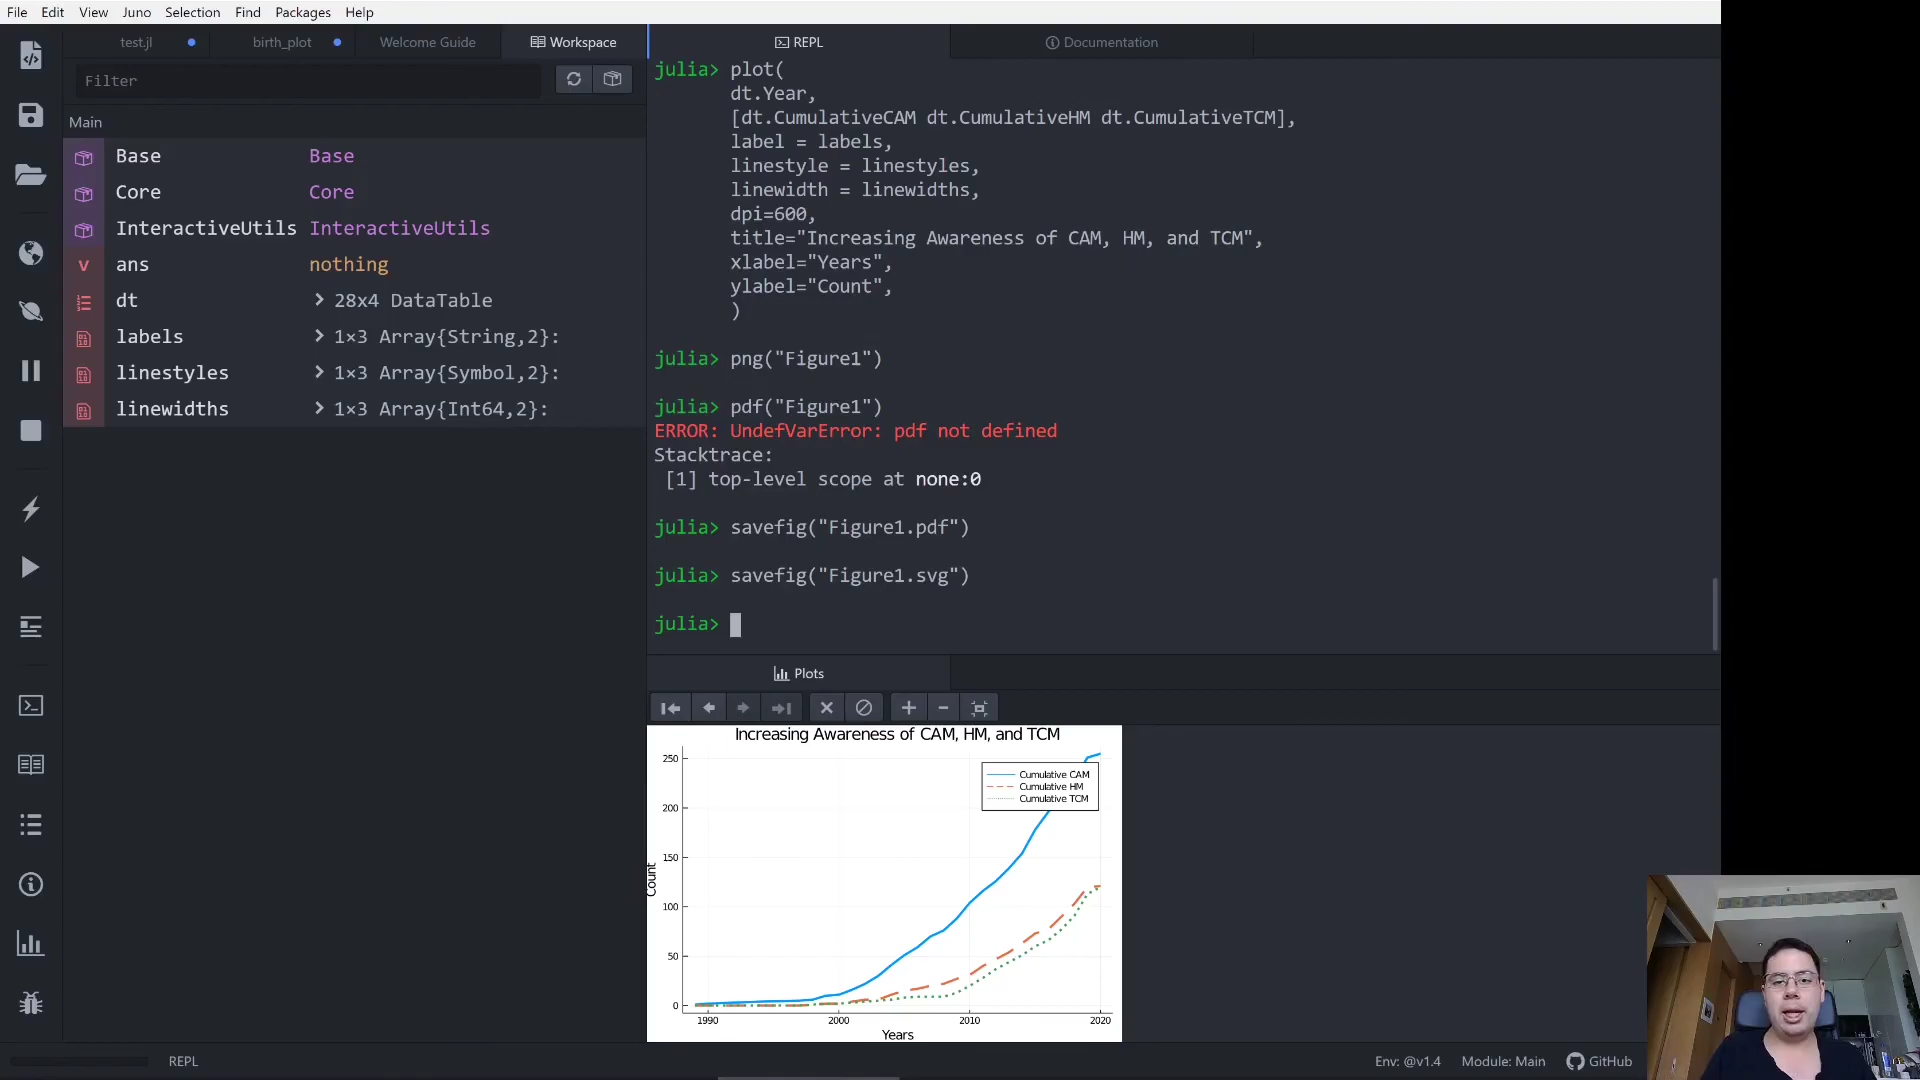 File Edit View Juno Selection Find Packages Help
test.jl birth_plot Welcome Guide Workspace
Filter
Main
Base Base
Core Core
InteractiveUtils InteractiveUtils
v ans nothing
dt > 28x4 DataTable
labels > 1×3 Array{String,2}:
linestyles > 1×3 Array{Symbol,2}:
linewidths > 1×3 Array{Int64,2}:
REPL Documentation
julia> plot(
dt.Year,
[dt.CumulativeCAM dt.CumulativeHM dt.CumulativeTCM],
label = labels,
linestyle = linestyles,
linewidth = linewidths,
dpi=600,
title="Increasing Awareness of CAM, HM, and TCM",
xlabel="Years",
ylabel="Count",
)
julia> png("Figure1")
julia> pdf("Figure1")
ERROR: UndefVarError: pdf not defined
Stacktrace:
[1] top-level scope at none:0
julia> savefig("Figure1.pdf")
julia> savefig("Figure1.svg")
julia>
Plots
Increasing Awareness of CAM, HM, and TCM
250
200
150
100
50
0
Count
Cumulative CAM
Cumulative HM
Cumulative TCM
1990 2000 2010 2020
Years
REPL Env: @v1.4 Module: Main GitHub